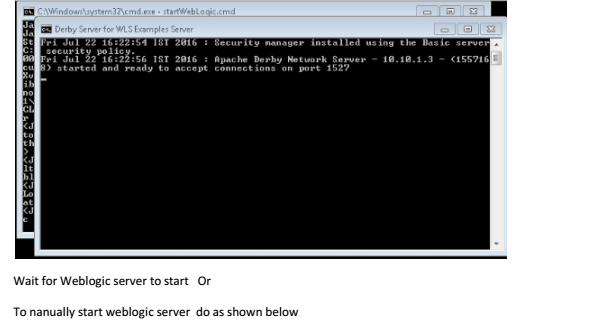 C:\Windows\system32\cmd.exe - startWebLogic.cmd
Derby Server for WLS Examples Server
Fri Jul 22 16:22:54 IST 2016 : Security manager installed using the Basic server
security policy.
Fri Jul 22 16:22:56 IST 2016 : Apache Derby Network Server - 10.10.1.3 - (155716
8) started and ready to accept connections on port 1527
Wait for Weblogic server to start Or
To nanually start weblogic server do as shown below